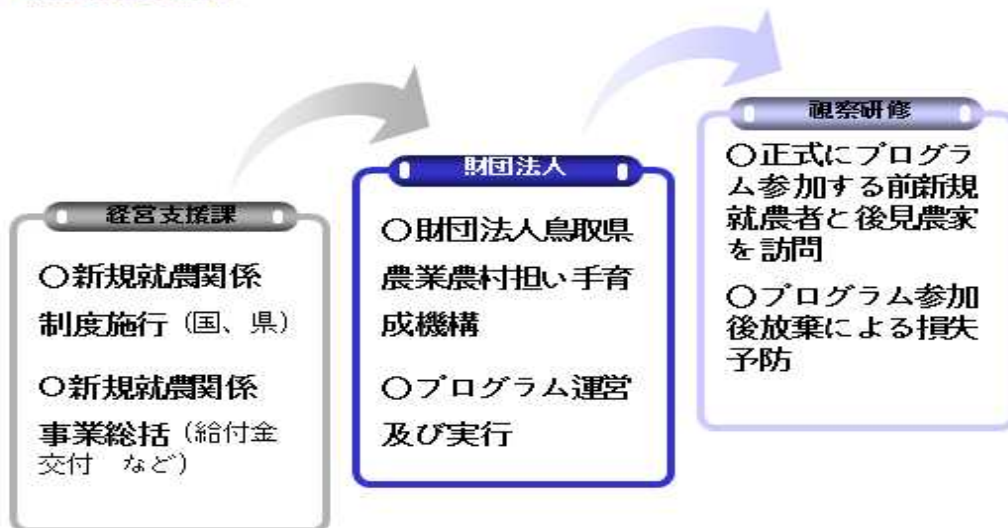 経営支援課
○新規就農関係
制度施行（国、県）
○新規就農関係
事業総括（給付金
交付　など）
財団法人
○財団法人鳥取県
農業農村担い手育
成機構
○プログラム運営
及び実行
視察研修
○正式にプログラ
ム参加する前新規
就農者と後見農家
を訪問
○プログラム参加
後放棄による損失
予防